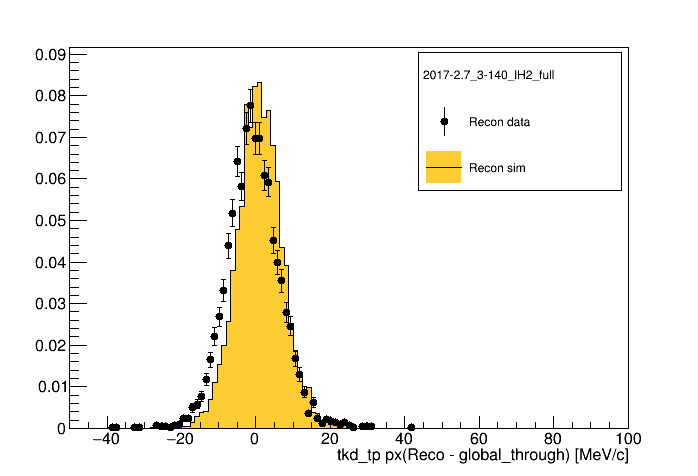 0.09
0.08
0.07
0.06
0.05
0.04
0.03
0.02
0.01
0
2017-2.7_3-140_IH2_full
Recon data
Recon sim
−40 −20 0 20 40 60 80 100
tkd_tp px(Reco - global_through) [MeV/c]